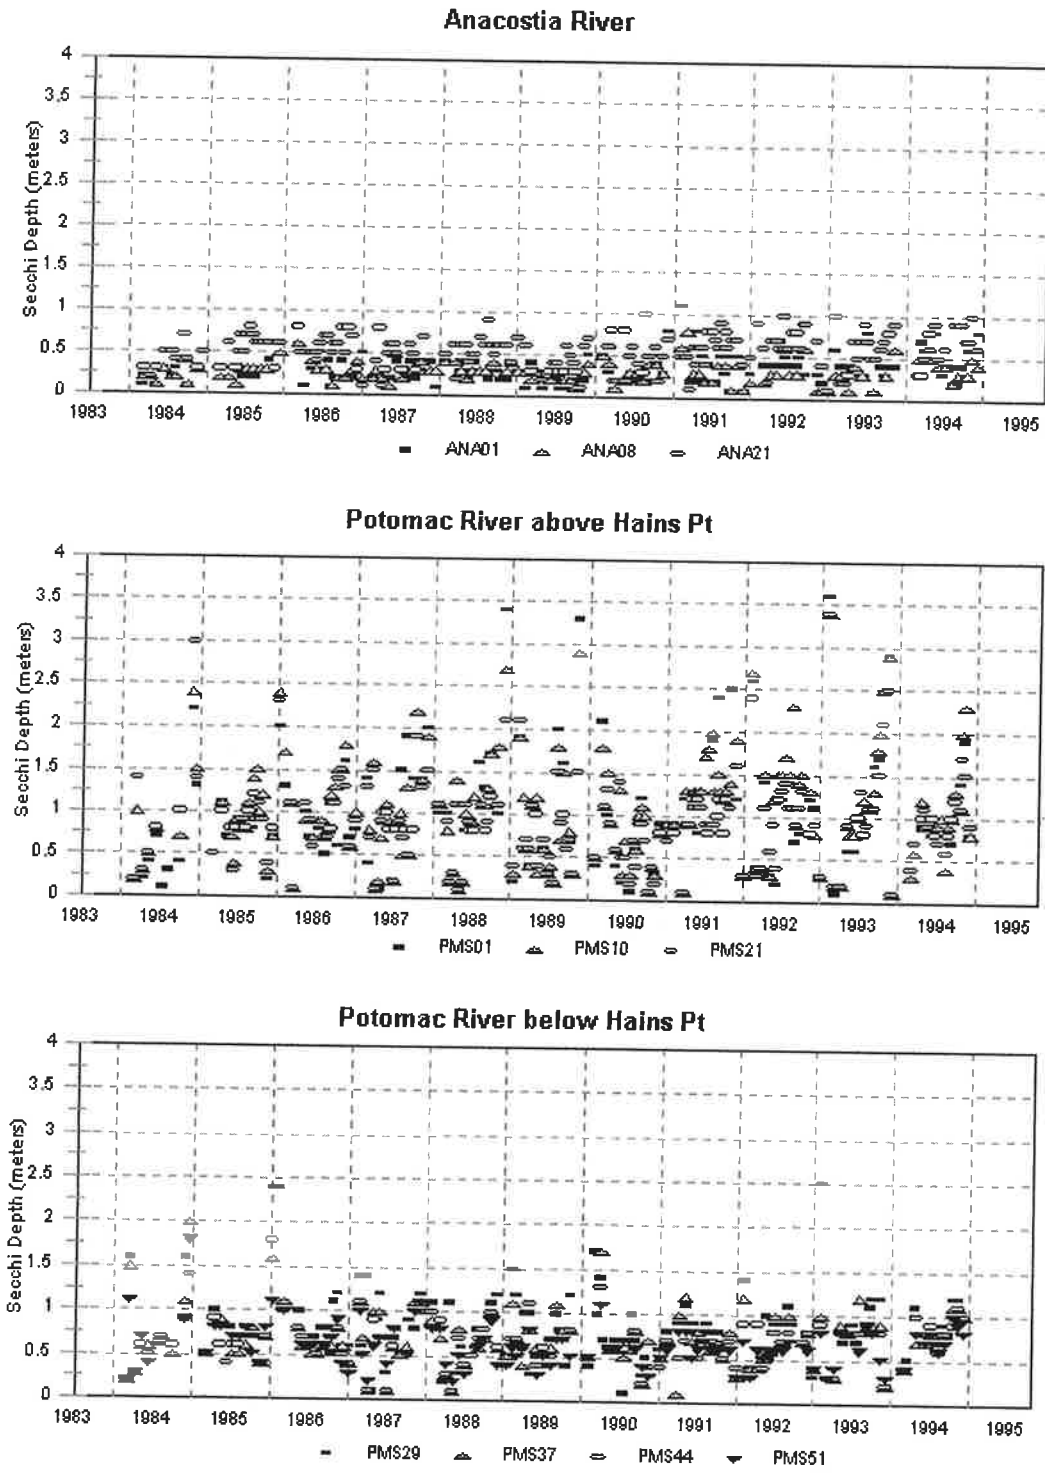 Anacostia River
4
3.5
3
2.5
2
1.5
1
0.5
0
Secchi Depth (meters)
1983 1984 1985 1986 1987 1988 1989 1990 1991 1992 1993 1994 1995
ANA01 ANA08 ANA21
Potomac River above Hains Pt
4
3.5
3
2.5
2
1.5
1
0.5
0
Secchi Depth (meters)
1983 1984 1985 1986 1987 1988 1989 1990 1991 1992 1993 1994 1995
PMS01 PMS10 PMS21
Potomac River below Hains Pt
4
3.5
3
2.5
2
1.5
1
0.5
0
Secchi Depth (meters)
1983 1984 1985 1986 1987 1988 1989 1990 1991 1992 1993 1994 1995
PMS29 PMS37 PMS44 PMS51